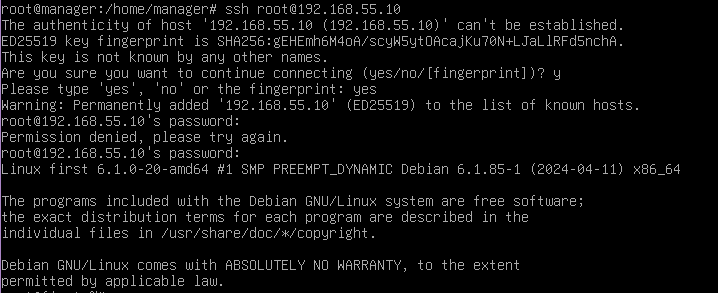 root@manager:/home/manager# ssh root@192.168.55.10
The authenticity of host '192.168.55.10 (192.168.55.10)' can't be established.
ED25519 key fingerprint is SHA256:gEHEmh6M4oA/scyW5ytOAcajKu70N+LJaLlRFd5nchA.
This key is not known by any other names.
Are you sure you want to continue connecting (yes/no/[fingerprint])? y
Please type 'yes', 'no' or the fingerprint: yes
Warning: Permanently added '192.168.55.10' (ED25519) to the list of known hosts.
root@192.168.55.10's password:
Permission denied, please try again.
root@192.168.55.10's password:
Linux first 6.1.0-20-amd64 #1 SMP PREEMPT_DYNAMIC Debian 6.1.85-1 (2024-04-11) x86_64

The programs included with the Debian GNU/Linux system are free software;
the exact distribution terms for each program are described in the
individual files in /usr/share/doc/*/copyright.

Debian GNU/Linux comes with ABSOLUTELY NO WARRANTY, to the extent
permitted by applicable law.